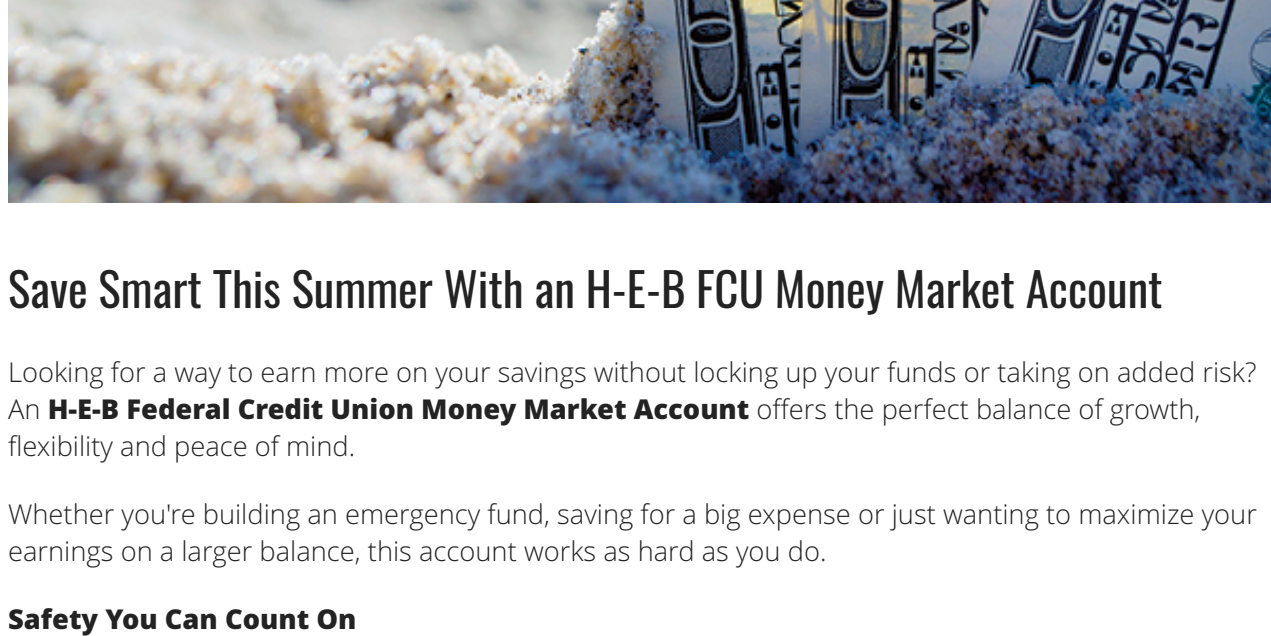 Save Smart This Summer With an H-E-B FCU Money Market Account
Looking for a way to earn more on your savings without locking up your funds or taking on added risk?
An H-E-B Federal Credit Union Money Market Account offers the perfect balance of growth,
flexibility and peace of mind.
Whether you're building an emergency fund, saving for a big expense or just wanting to maximize your
earnings on a larger balance, this account works as hard as you do.
Safety You Can Count On